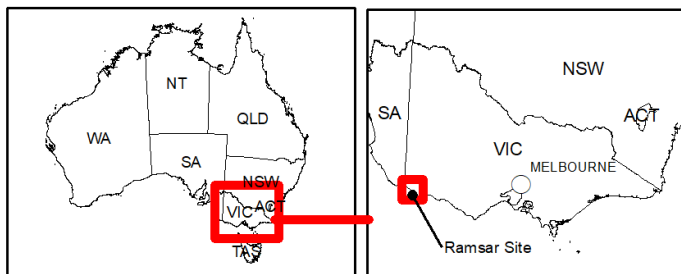 NT
QLD
WA
SA
NSW
VIC
ACT
TAS
NSW
SA
ACT
VIC
MELBOURNE
Ramsar Site